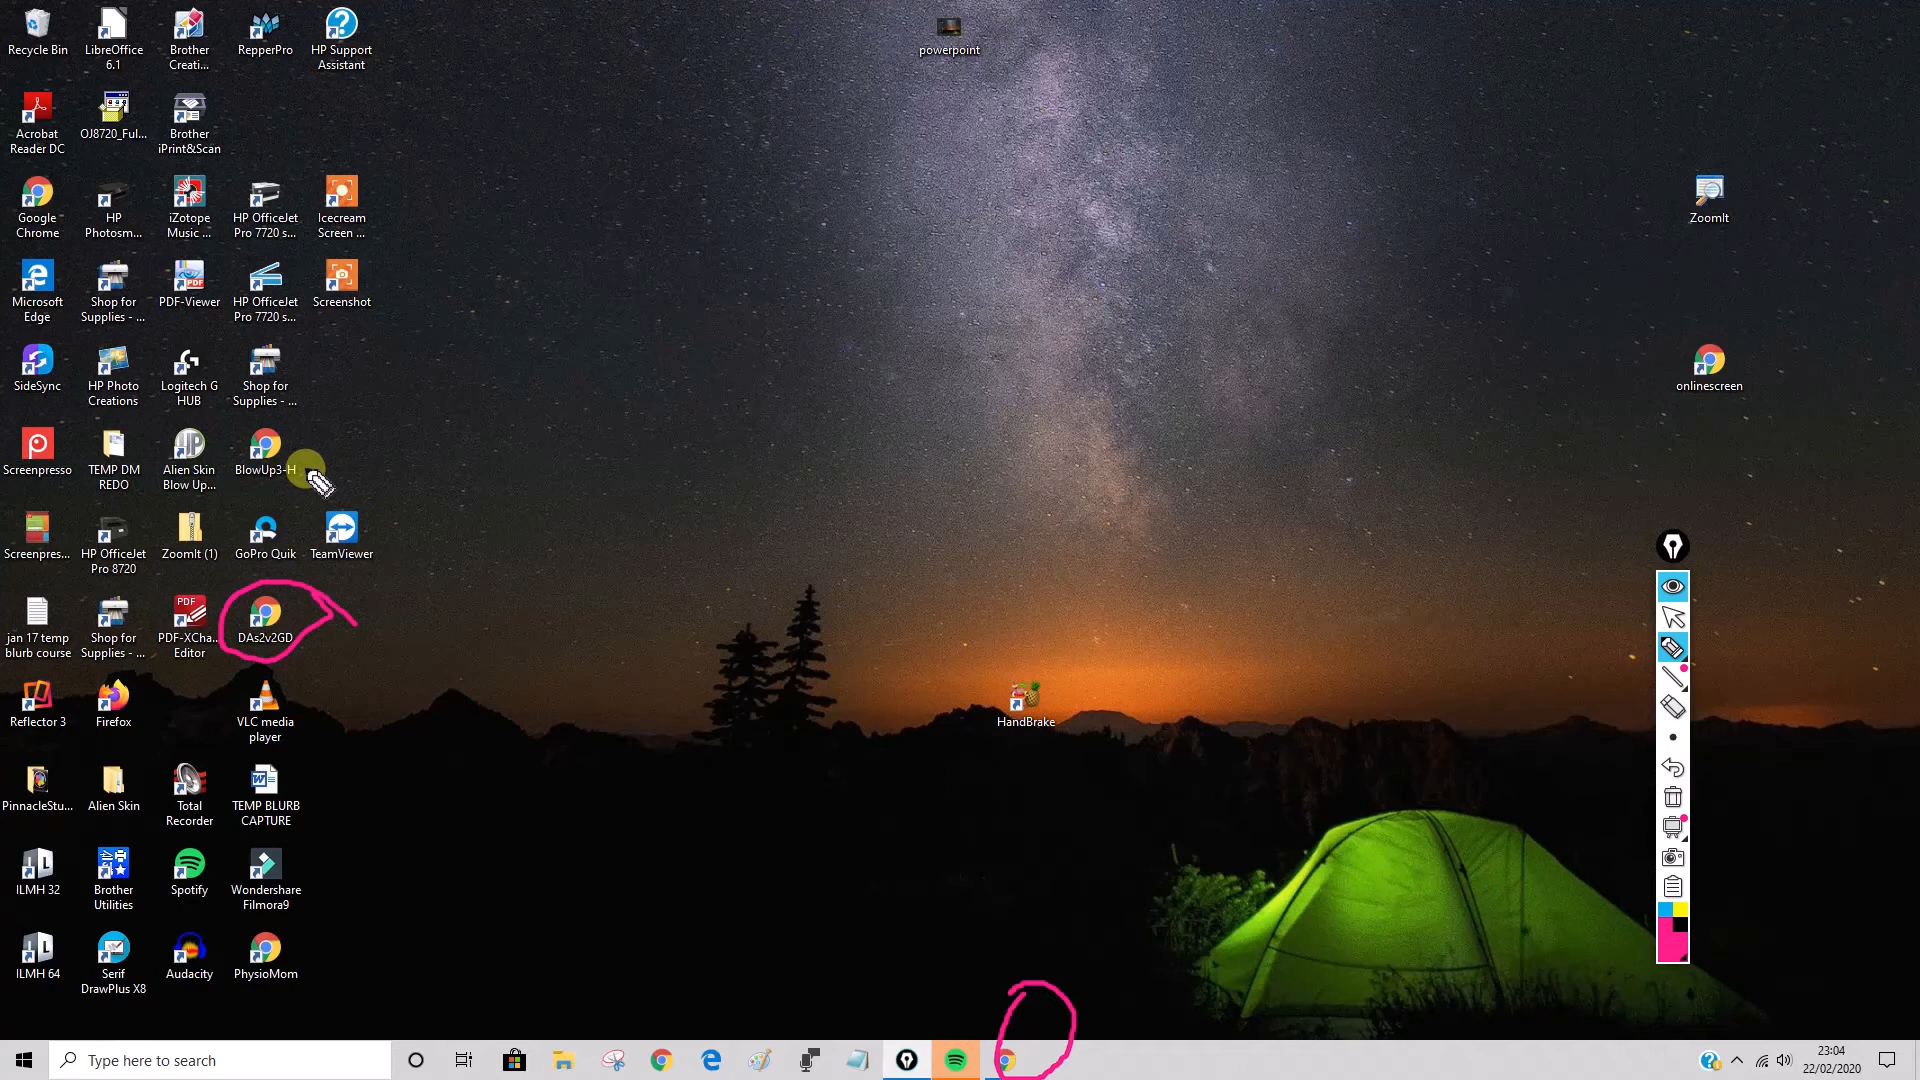 Recycle Bin
LibreOffice
6.1
Brother
Creati...
RepperPro
HP Support
Assistant
powerpoint
Acrobat
Reader DC
OJ8720_Ful...
Brother
iPrint&Scan
Google
Chrome
HP
Photosm...
iZotope
Music ...
HP OfficeJet
Pro 7720 s...
Icecream
Screen ...
ZoomIt
Microsoft
Edge
Shop for
Supplies - ...
PDF
PDF-Viewer
HP OfficeJet
Pro 7720 s...
Screenshot
SideSync
HP Photo
Creations
Logitech G
HUB
Shop for
Supplies - ...
onlinescreen
Screenpresso
TEMP DM
REDO
Alien Skin
Blow Up...
BlowUp3-H
Screenpres...
HP OfficeJet
Pro 8720
ZoomIt (1)
GoPro Quik
TeamViewer
jan 17 temp
blurb course
Shop for
Supplies - ...
PDF
PDF-XCha...
Editor
DAs2v2GD
Reflector 3
Firefox
VLC media
player
HandBrake
PinnacleStu...
Alien Skin
Total
Recorder
TEMP BLURB
CAPTURE
ILMH 32
Brother
Utilities
Spotify
Wondershare
Filmora9
ILMH 64
Serif
DrawPlus X8
Audacity
PhysioMom
Type here to search
23:04
22/02/2020